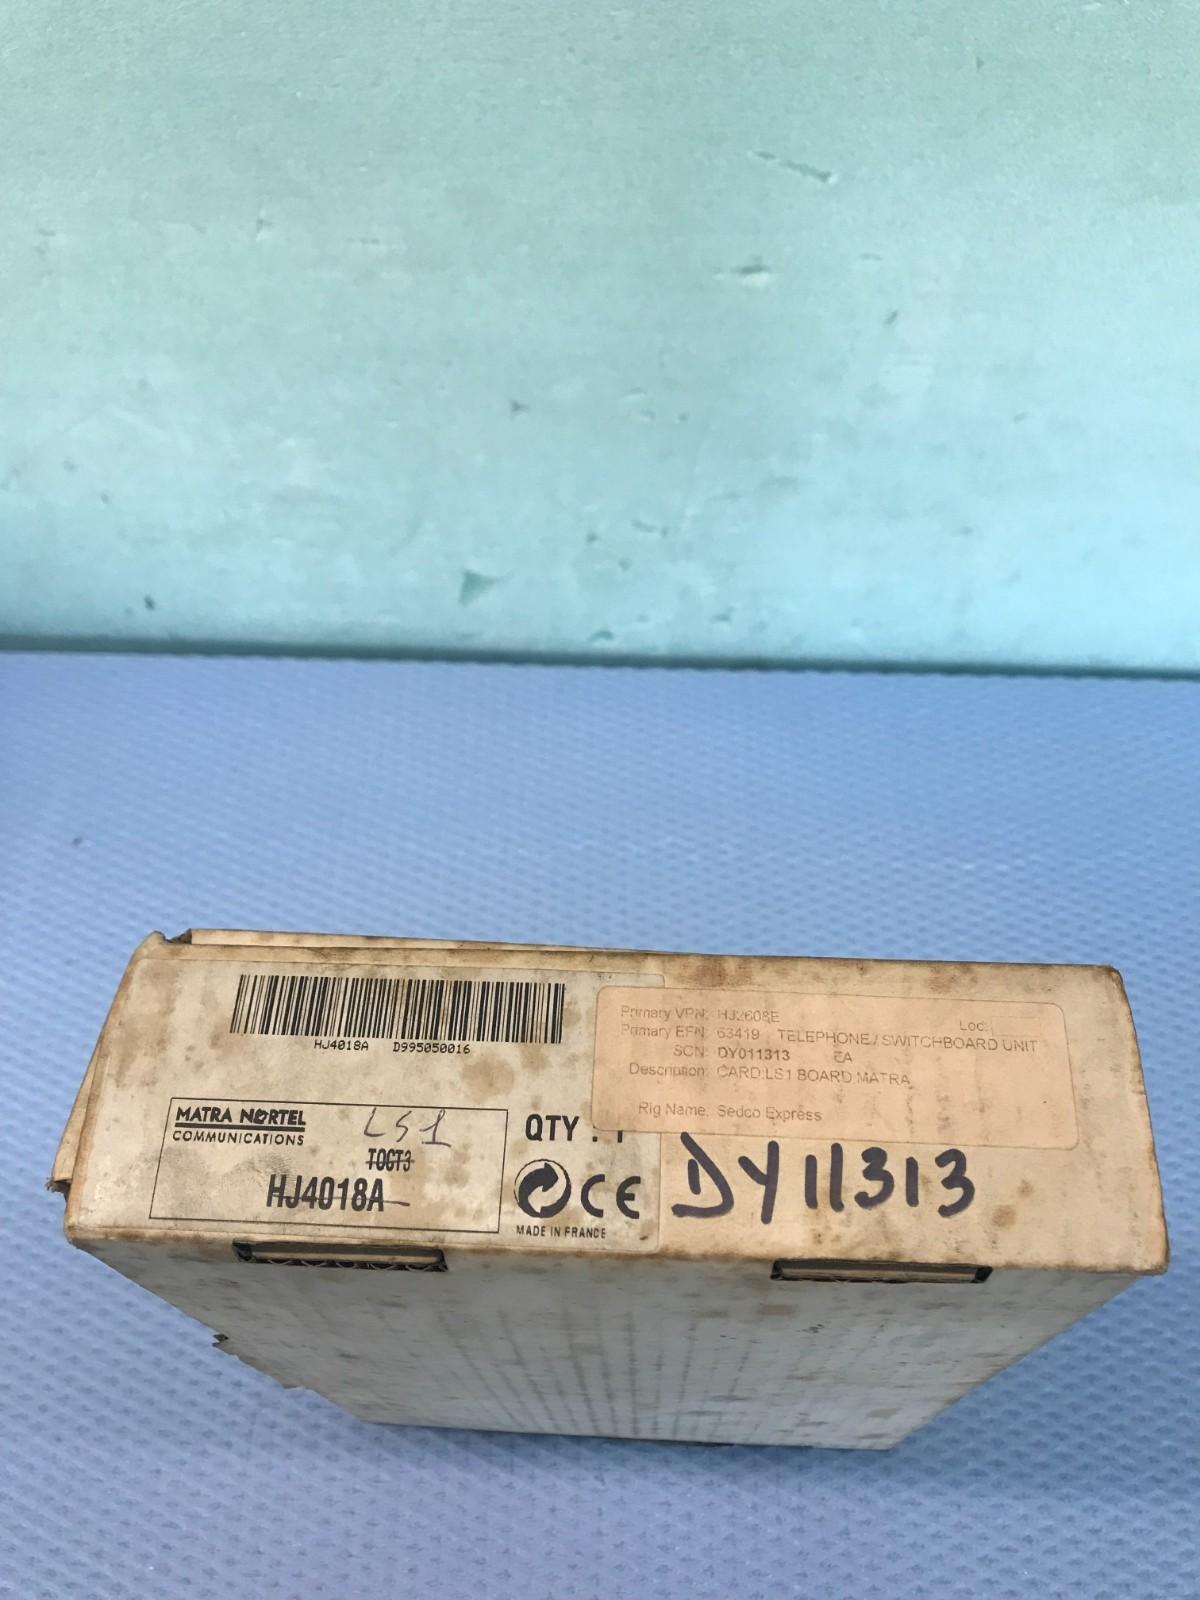 HJ4018A D995050016
MATRA NORTEL
COMMUNICATIONS
LS1
TOCT3
HJ4018A
QTY : 1
CE
MADE IN FRANCE
Primary VPN: HJ2608E Loc:
Primary EFN: 63419 TELEPHONE / SWITCHBOARD UNIT
SCN: DY011313 EA
Description: CARD:LS1 BOARD:MATRA
Rig Name: Sedco Express
DY11313